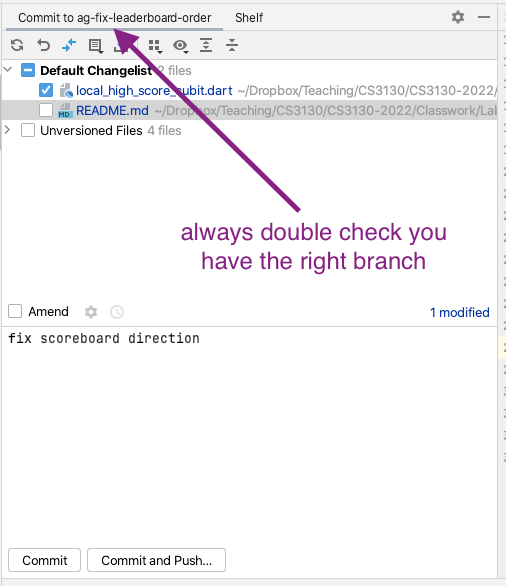 Commit to ag-fix-leaderboard-order Shelf
Default Changelist 2 files
local_high_score_cubit.dart ~/Dropbox/Teaching/CS3130/CS3130-2022/
MD README.md ~/Dropbox/Teaching/CS3130/CS3130-2022/Classwork/Lab
Unversioned Files 4 files
always double check you
have the right branch
Amend 1 modified
fix scoreboard direction
Commit Commit and Push...